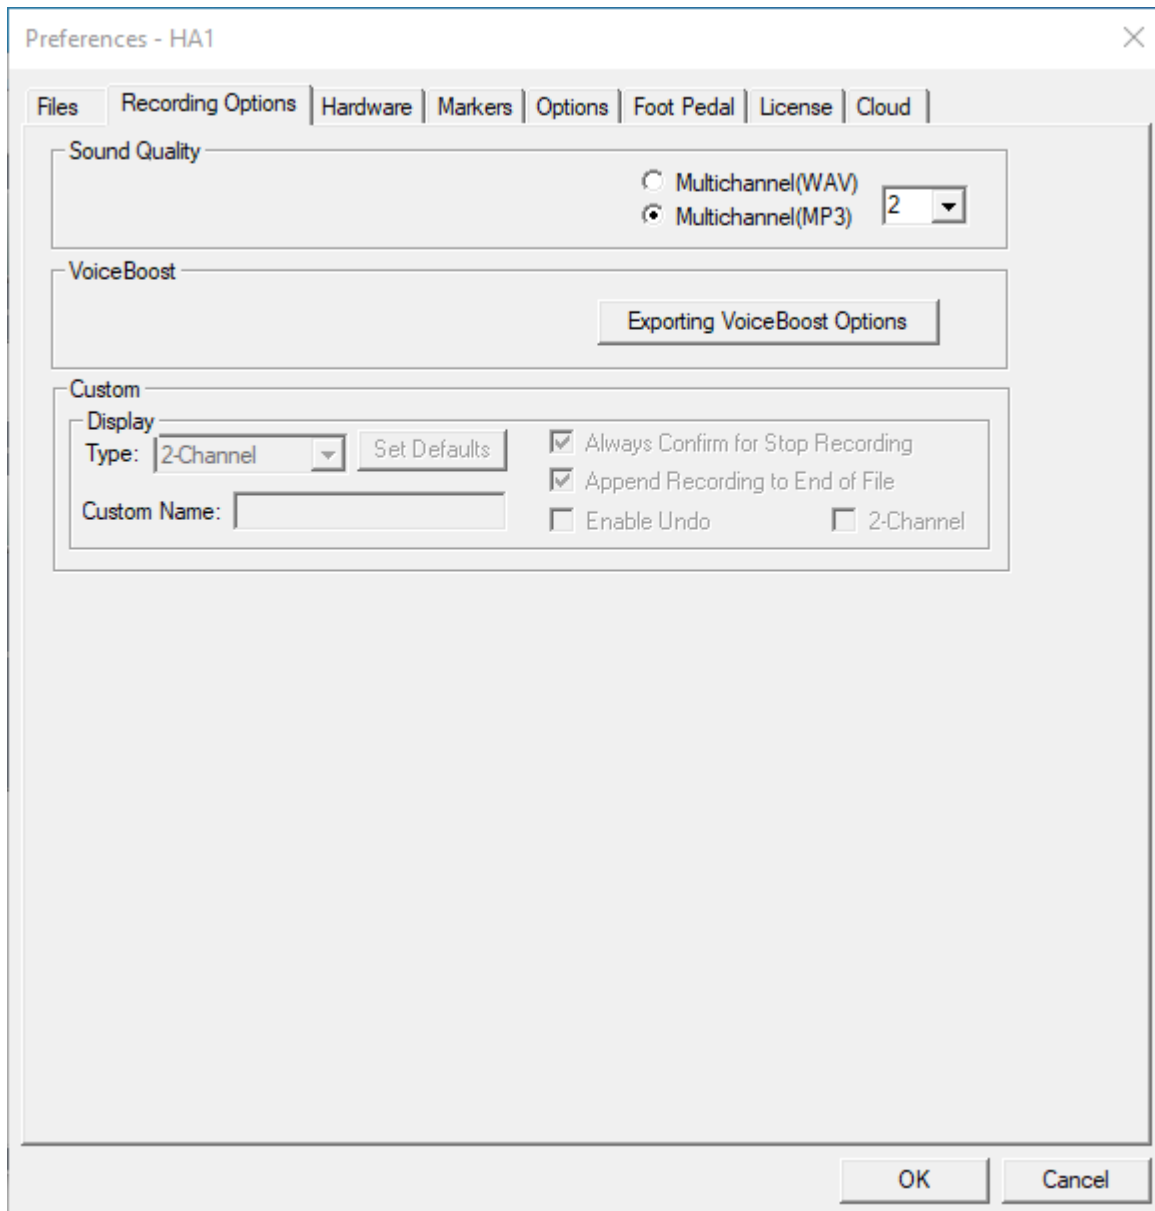 Preferences - HA1
Files Recording Options Hardware Markers Options Foot Pedal License Cloud
Sound Quality
Multichannel(WAV)
Multichannel(MP3)
2
VoiceBoost
Exporting VoiceBoost Options
Custom
Display
Type: 2-Channel Set Defaults
Always Confirm for Stop Recording
Append Recording to End of File
Custom Name:
Enable Undo 2-Channel
OK Cancel